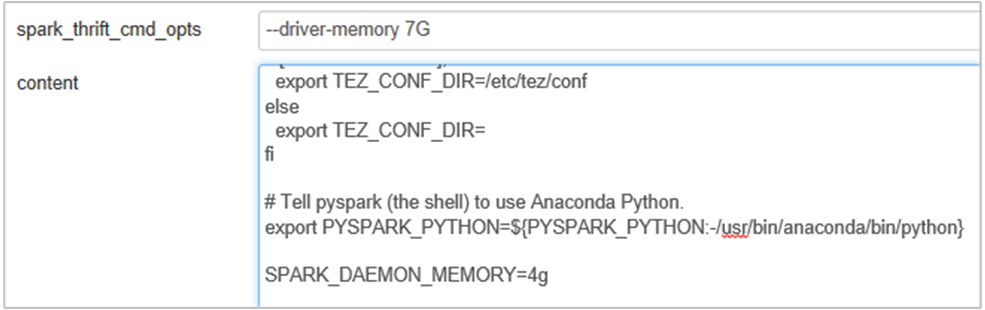 spark_thrift_cmd_opts
--driver-memory 7G
content
export TEZ_CONF_DIR=/etc/tez/conf
else
export TEZ_CONF_DIR=
fi
# Tell pyspark (the shell) to use Anaconda Python.
export PYSPARK_PYTHON=${PYSPARK_PYTHON:-/usr/bin/anaconda/bin/python}
SPARK_DAEMON_MEMORY=4g